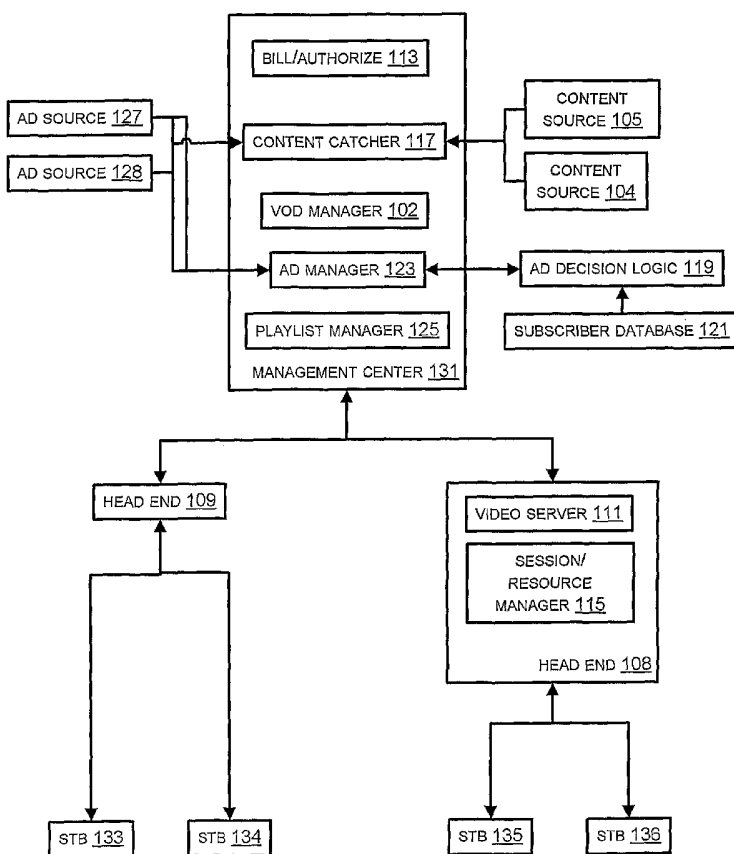 BILL/AUTHORIZE 113
AD SOURCE 127
CONTENT
SOURCE 105
CONTENT CATCHER 117
AD SOURCE 128
CONTENT
SOURCE 104
VOD MANAGER 102
AD MANAGER 123
AD DECISION LOGIC 119
PLAYLIST MANAGER 125
SUBSCRIBER DATABASE 121
MANAGEMENT CENTER 131
HEAD END 109
VIDEO SERVER 111
SESSION/
RESOURCE
MANAGER 115
HEAD END 108
STB 133
STB 134
STB 135
STB 136